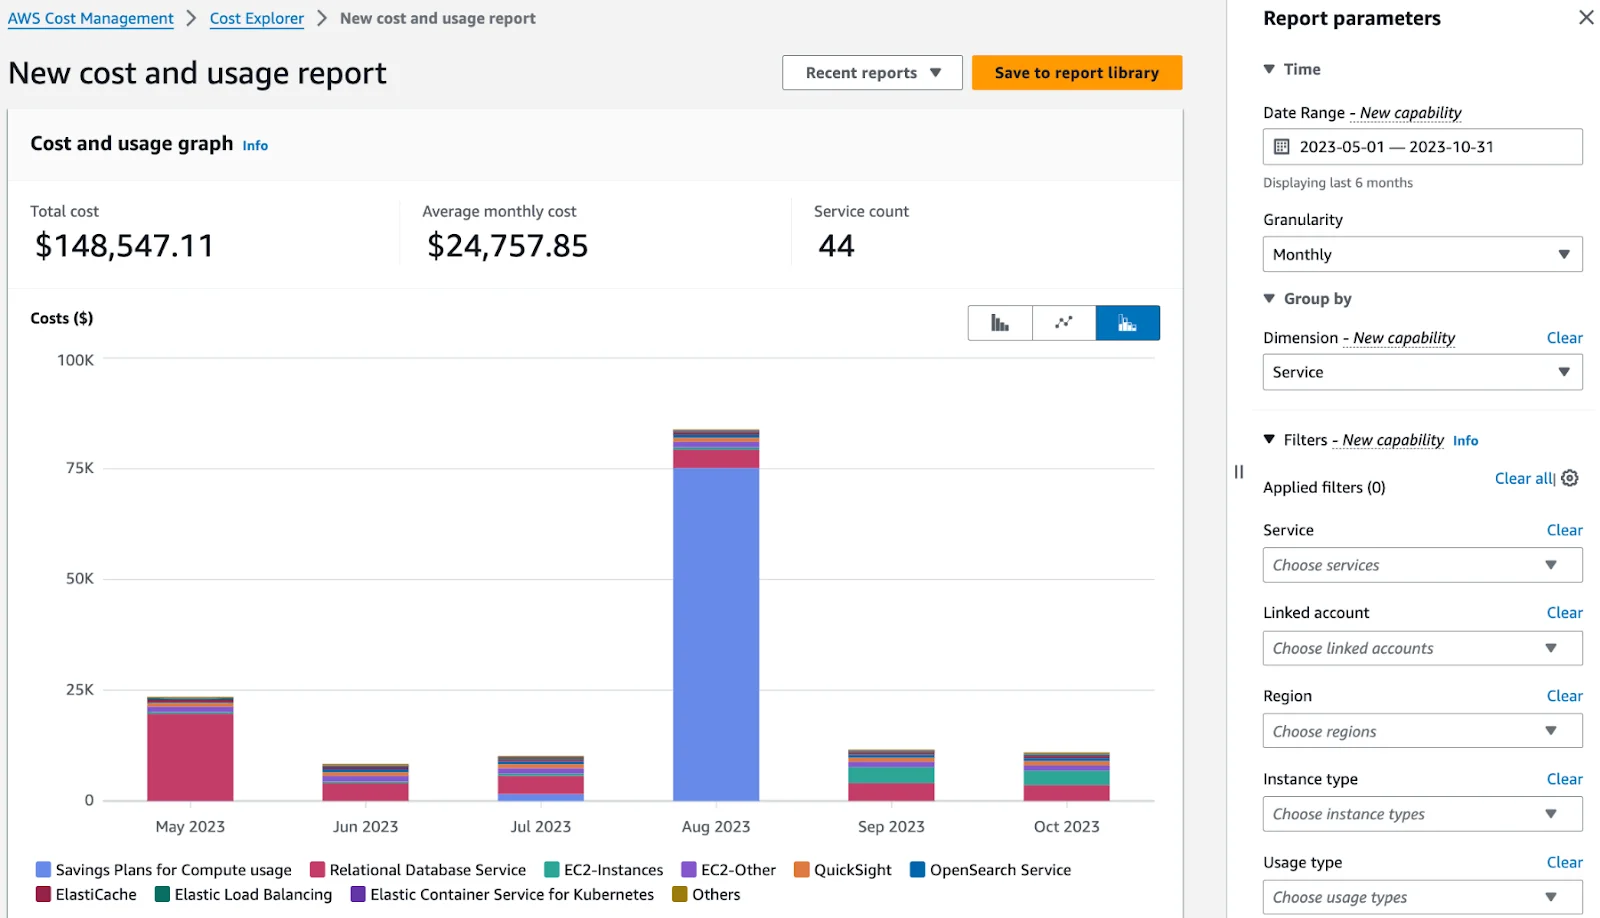 AWS Cost Management > Cost Explorer > New cost and usage report
New cost and usage report
Recent reports
Save to report library
Cost and usage graph Info
Total cost
$148,547.11
Average monthly cost
$24,757.85
Service count
44
Costs ($)
100K
75K
50K
25K
0
May 2023 Jun 2023 Jul 2023 Aug 2023 Sep 2023 Oct 2023
Savings Plans for Compute usage Relational Database Service EC2-Instances EC2-Other QuickSight OpenSearch Service
ElastiCache Elastic Load Balancing Elastic Container Service for Kubernetes Others
Report parameters
Time
Date Range - New capability
2023-05-01 — 2023-10-31
Displaying last 6 months
Granularity
Monthly
Group by
Dimension - New capability Clear
Service
Filters - New capability Info
Applied filters (0) Clear all|
Service Clear
Choose services
Linked account Clear
Choose linked accounts
Region Clear
Choose regions
Instance type Clear
Choose instance types
Usage type Clear
Choose usage types